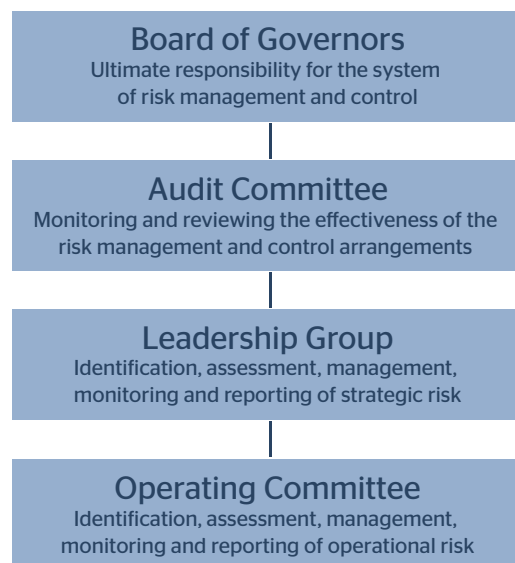 Board of Governors
Ultimate responsibility for the system
of risk management and control
Audit Committee
Monitoring and reviewing the effectiveness of the
risk management and control arrangements
Leadership Group
Identification, assessment, management,
monitoring and reporting of strategic risk
Operating Committee
Identification, assessment, management,
monitoring and reporting of operational risk